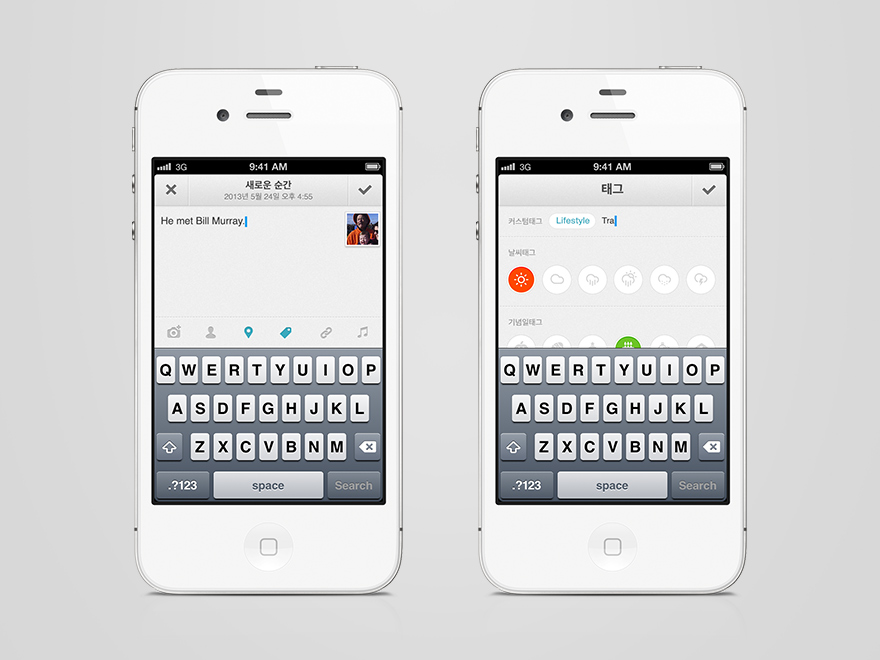 3G 9:41 AM
새로운 순간
2013년 5월 24일 오후 4:55
He met Bill Murray.
Q W E R T Y U I O P
A S D F G H J K L
Z X C V B N M
.?123 space Search
3G 9:41 AM
태그
커스텀태그 Lifestyle Tra
날씨태그
기념일태그
Q W E R T Y U I O P
A S D F G H J K L
Z X C V B N M
.?123 space Search